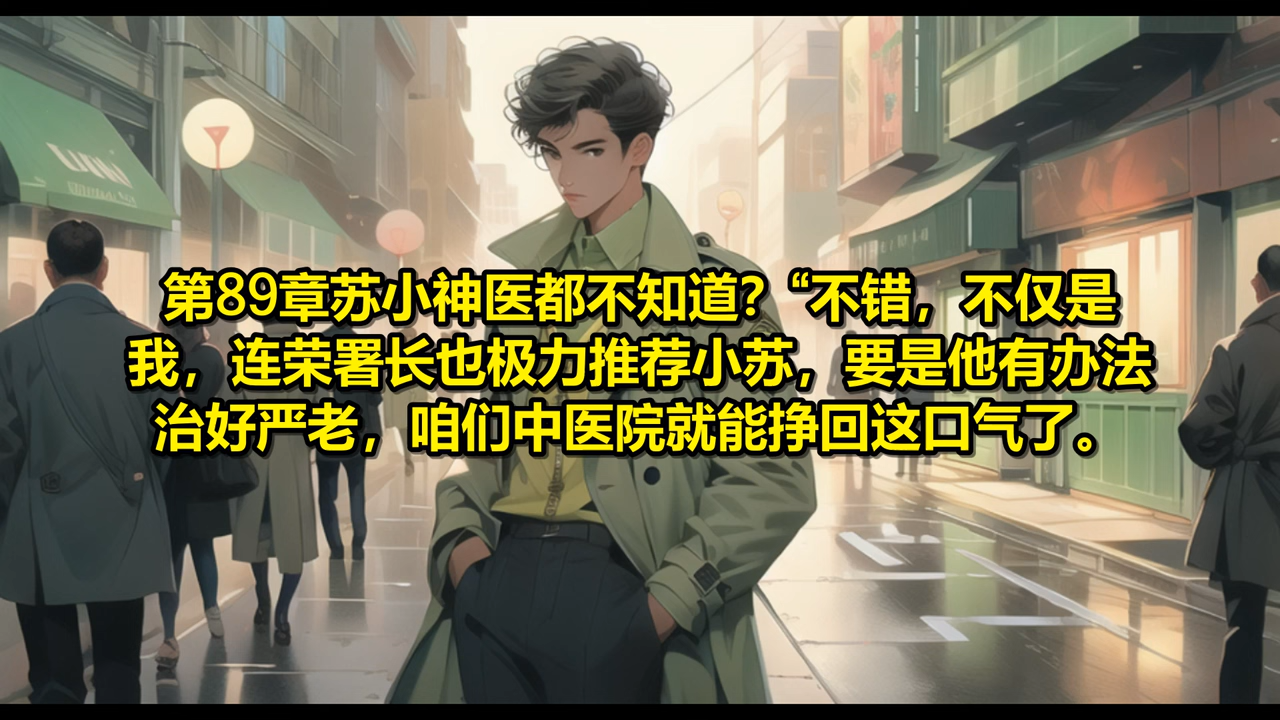 第89章苏小神医都不知道？“不错，不仅是
我，连荣署长也极力推荐小苏，要是他有办法
治好严老，咱们中医院就能挣回这口气了。